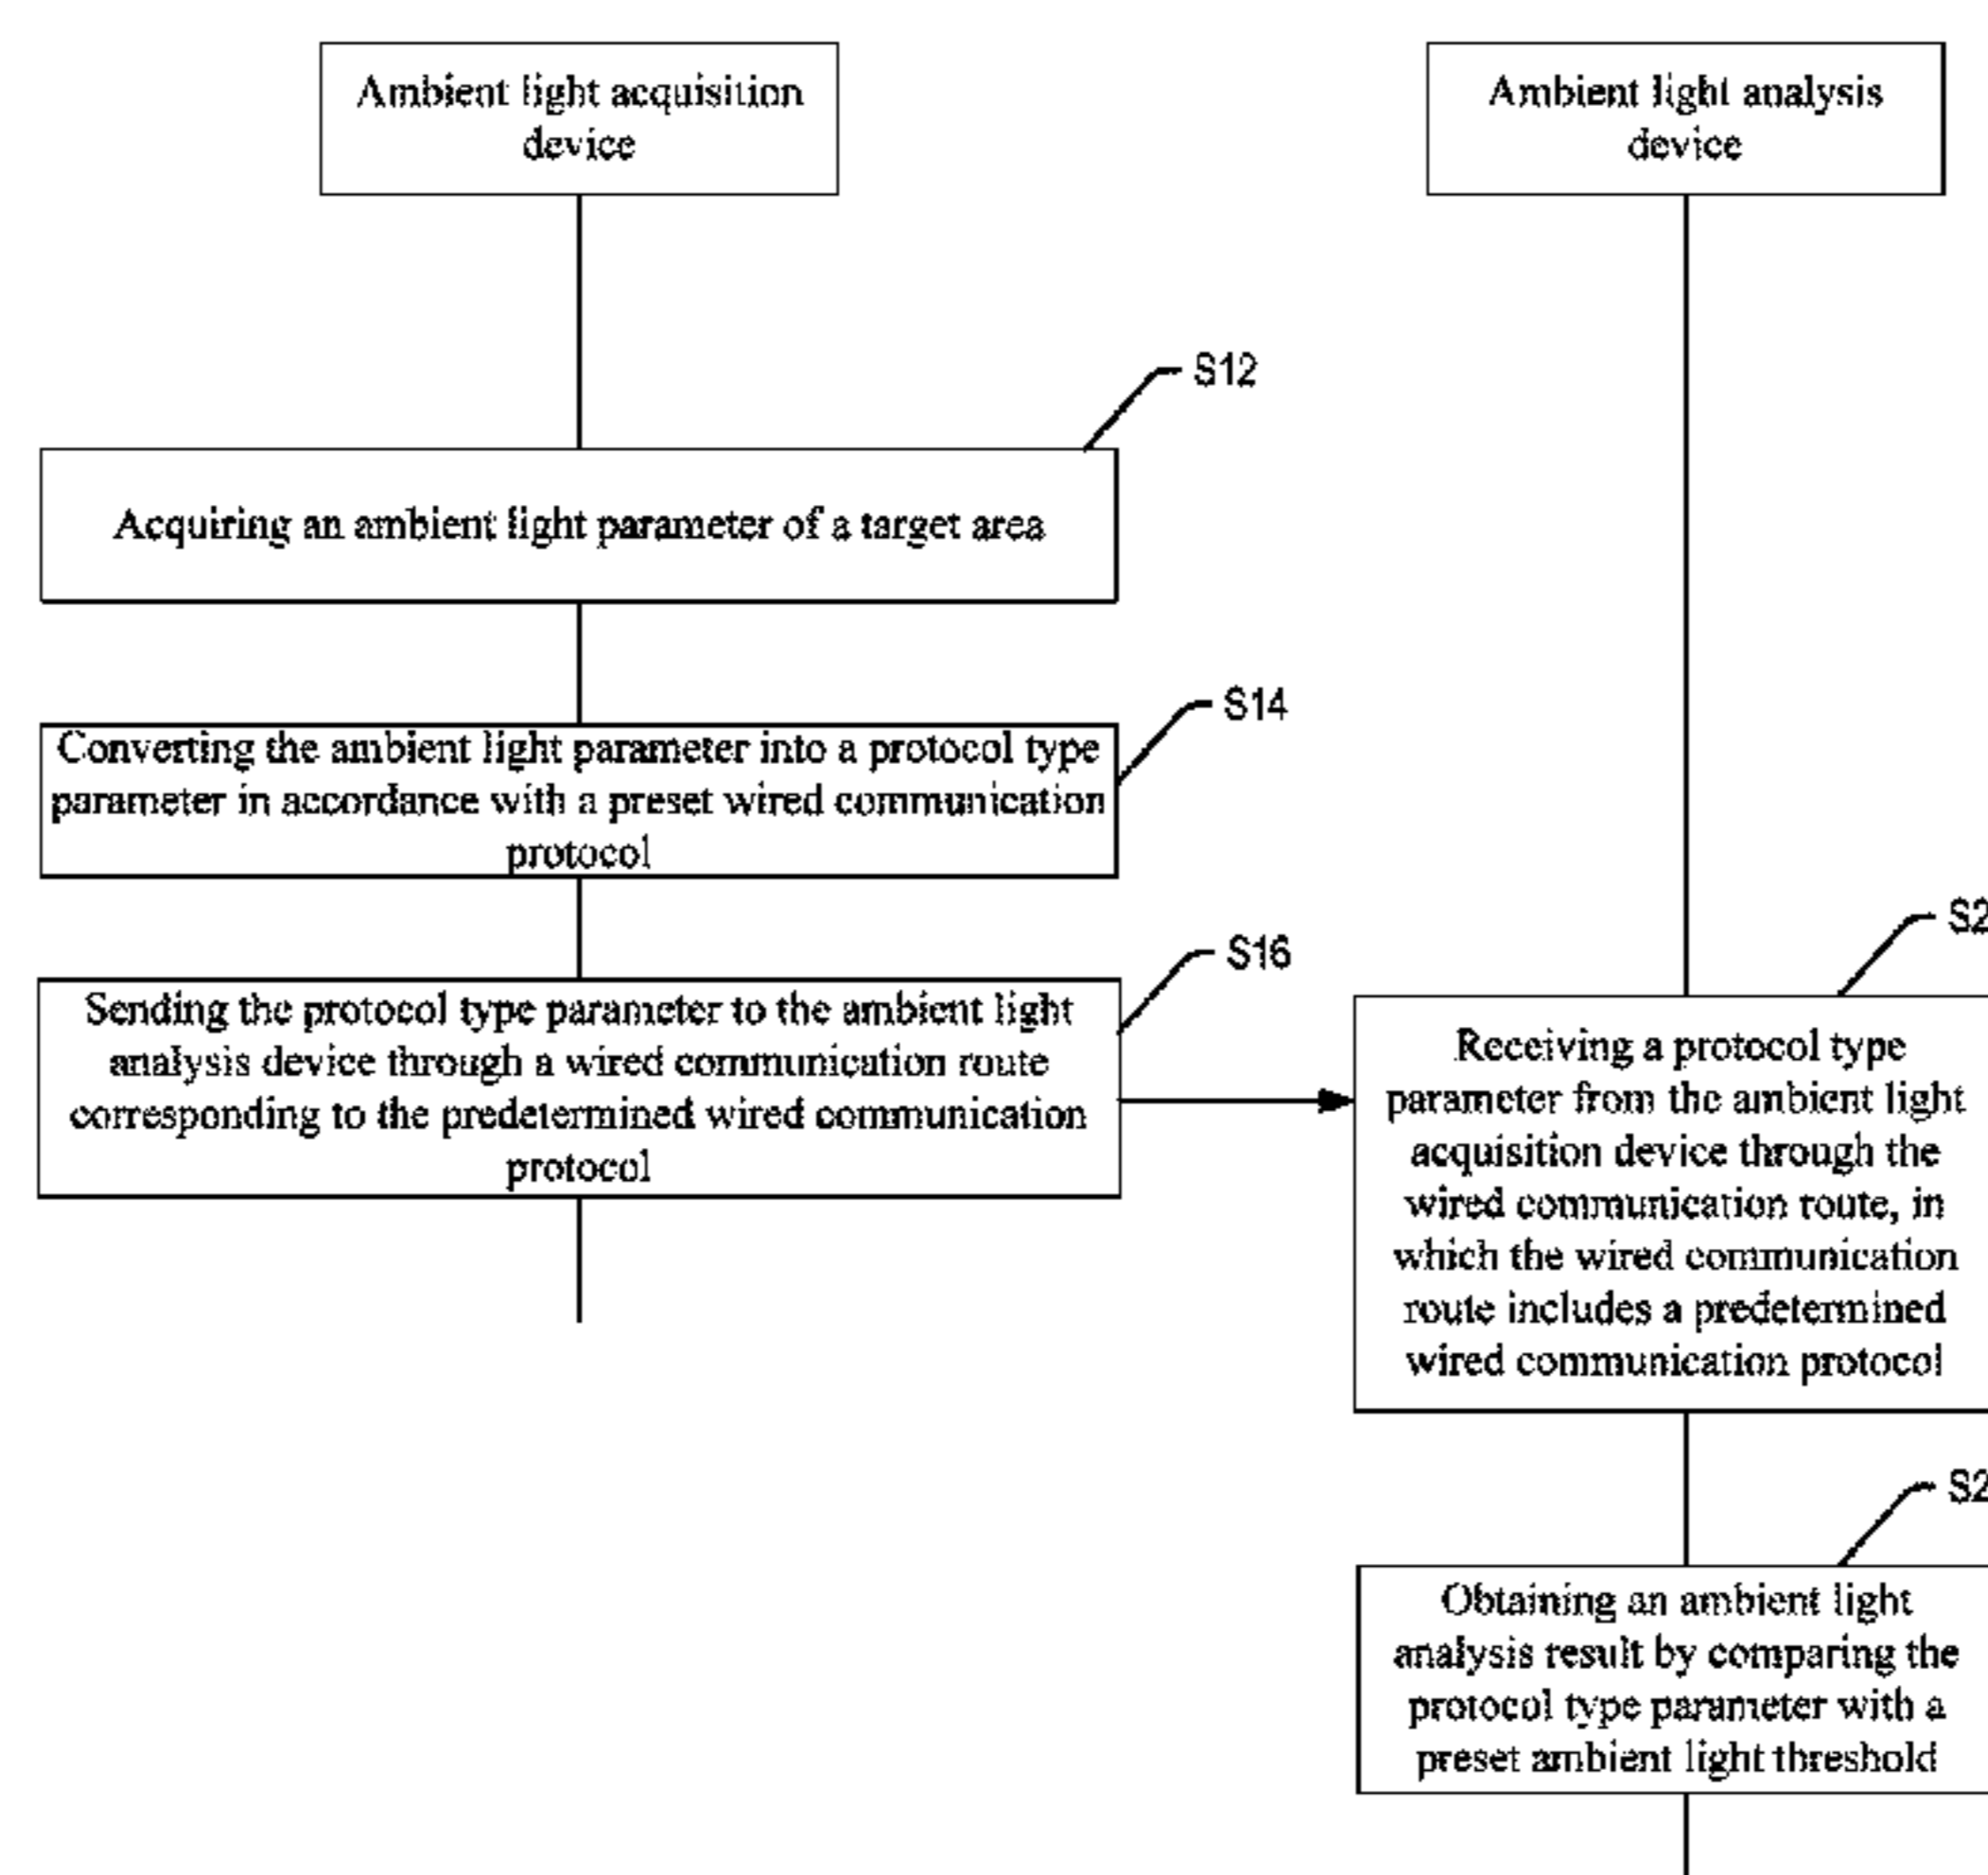 Ambient light acquisition
device
Ambient light analysis
device
S12
Acquiring an ambient light parameter of a target area
S14
Converting the ambient light parameter into a protocol type
parameter in accordance with a preset wired communication
protocol
S16
Sending the protocol type parameter to the ambient light
analysis device through a wired communication route
corresponding to the predetermined wired communication
protocol
S2
Receiving a protocol type
parameter from the ambient light
acquisition device through the
wired communication route, in
which the wired communication
route includes a predetermined
wired communication protocol
S2
Obtaining an ambient light
analysis result by comparing the
protocol type parameter with a
preset ambient light threshold